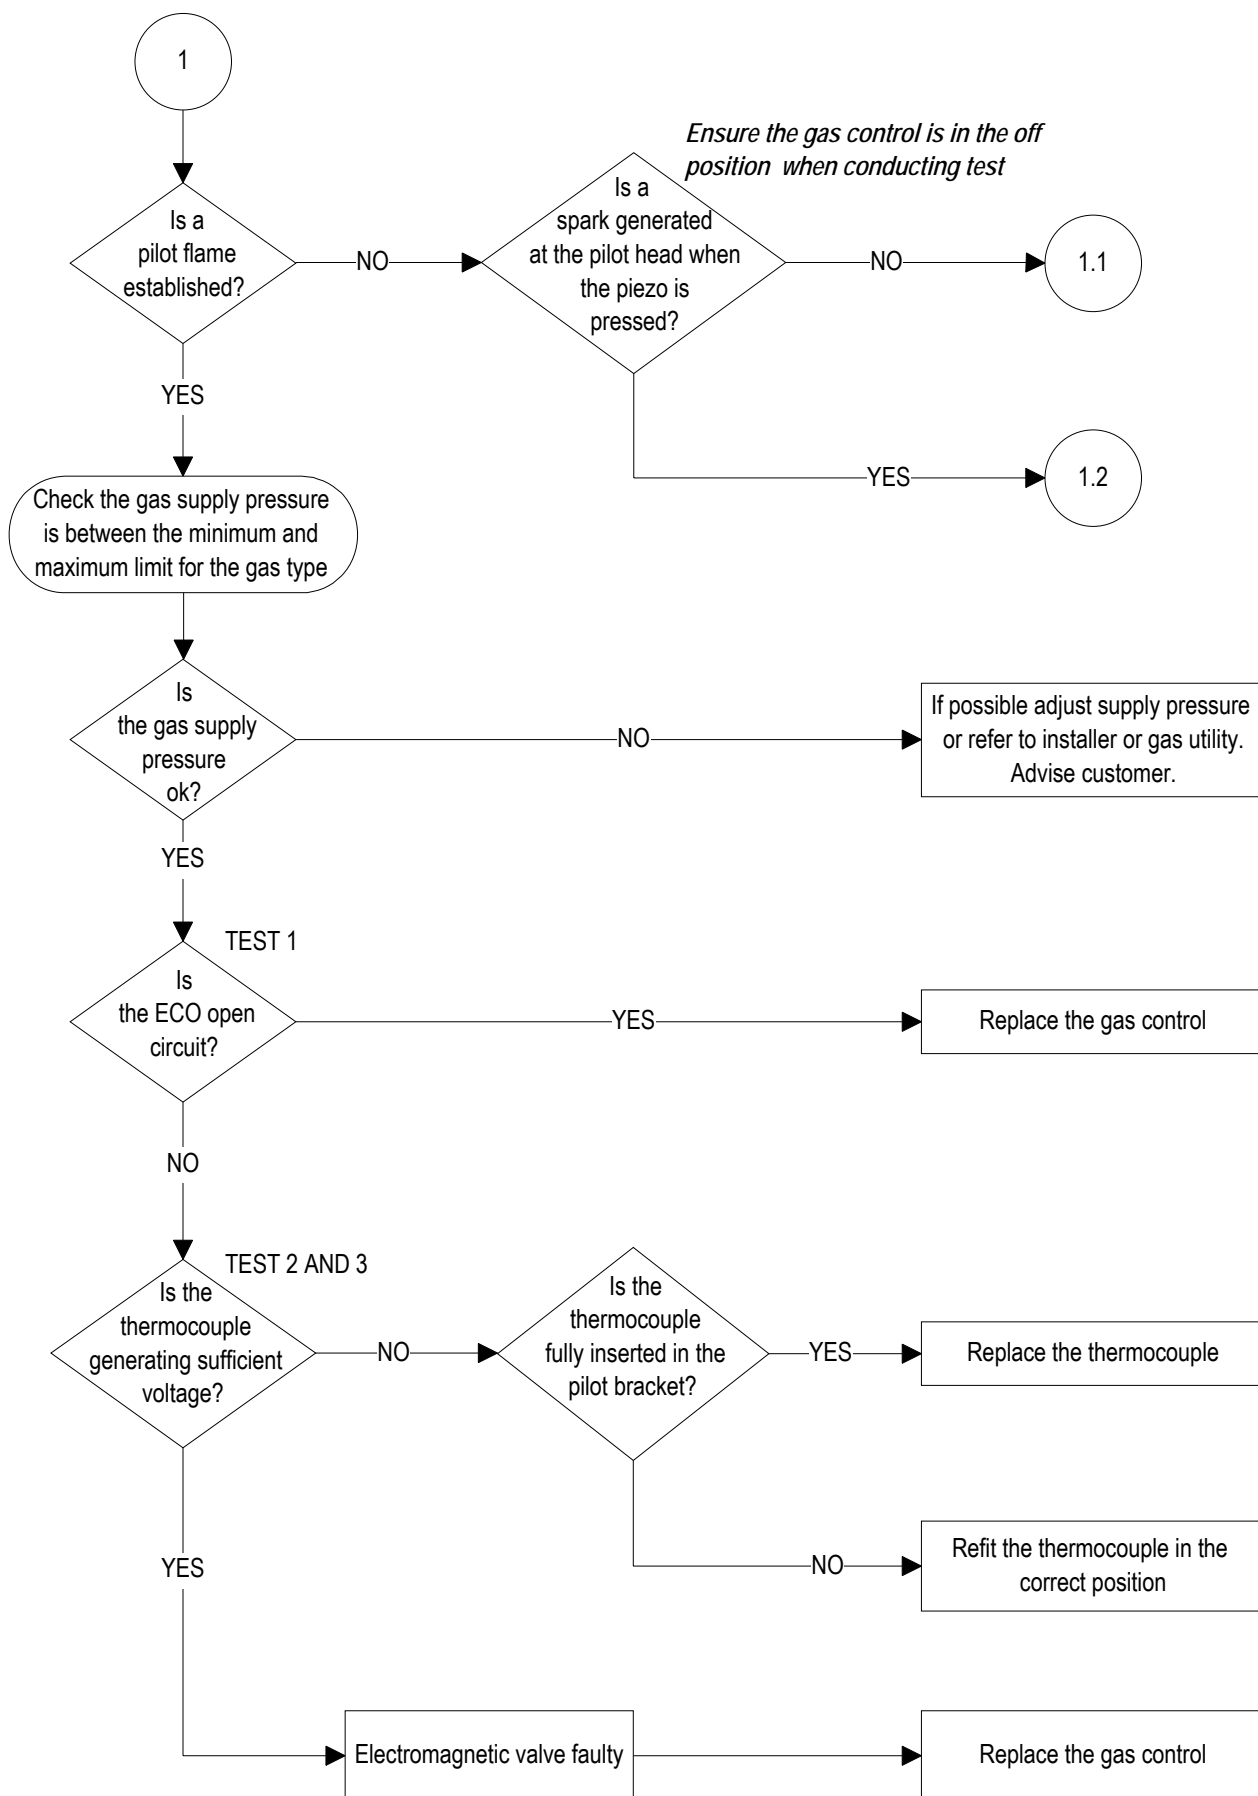 1
Ensure the gas control is in the off
position when conducting test
Is a
pilot flame
established?
NO
Is a
spark generated
at the pilot head when
the piezo is
pressed?
NO
1.1
YES
YES
1.2
Check the gas supply pressure
is between the minimum and
maximum limit for the gas type
Is
the gas supply
pressure
ok?
NO
If possible adjust supply pressure
or refer to installer or gas utility.
Advise customer.
YES
TEST 1
Is
the ECO open
circuit?
YES
Replace the gas control
NO
TEST 2 AND 3
Is the
thermocouple
generating sufficient
voltage?
NO
Is the
thermocouple
fully inserted in the
pilot bracket?
YES
Replace the thermocouple
YES
NO
Refit the thermocouple in the
correct position
Electromagnetic valve faulty
Replace the gas control